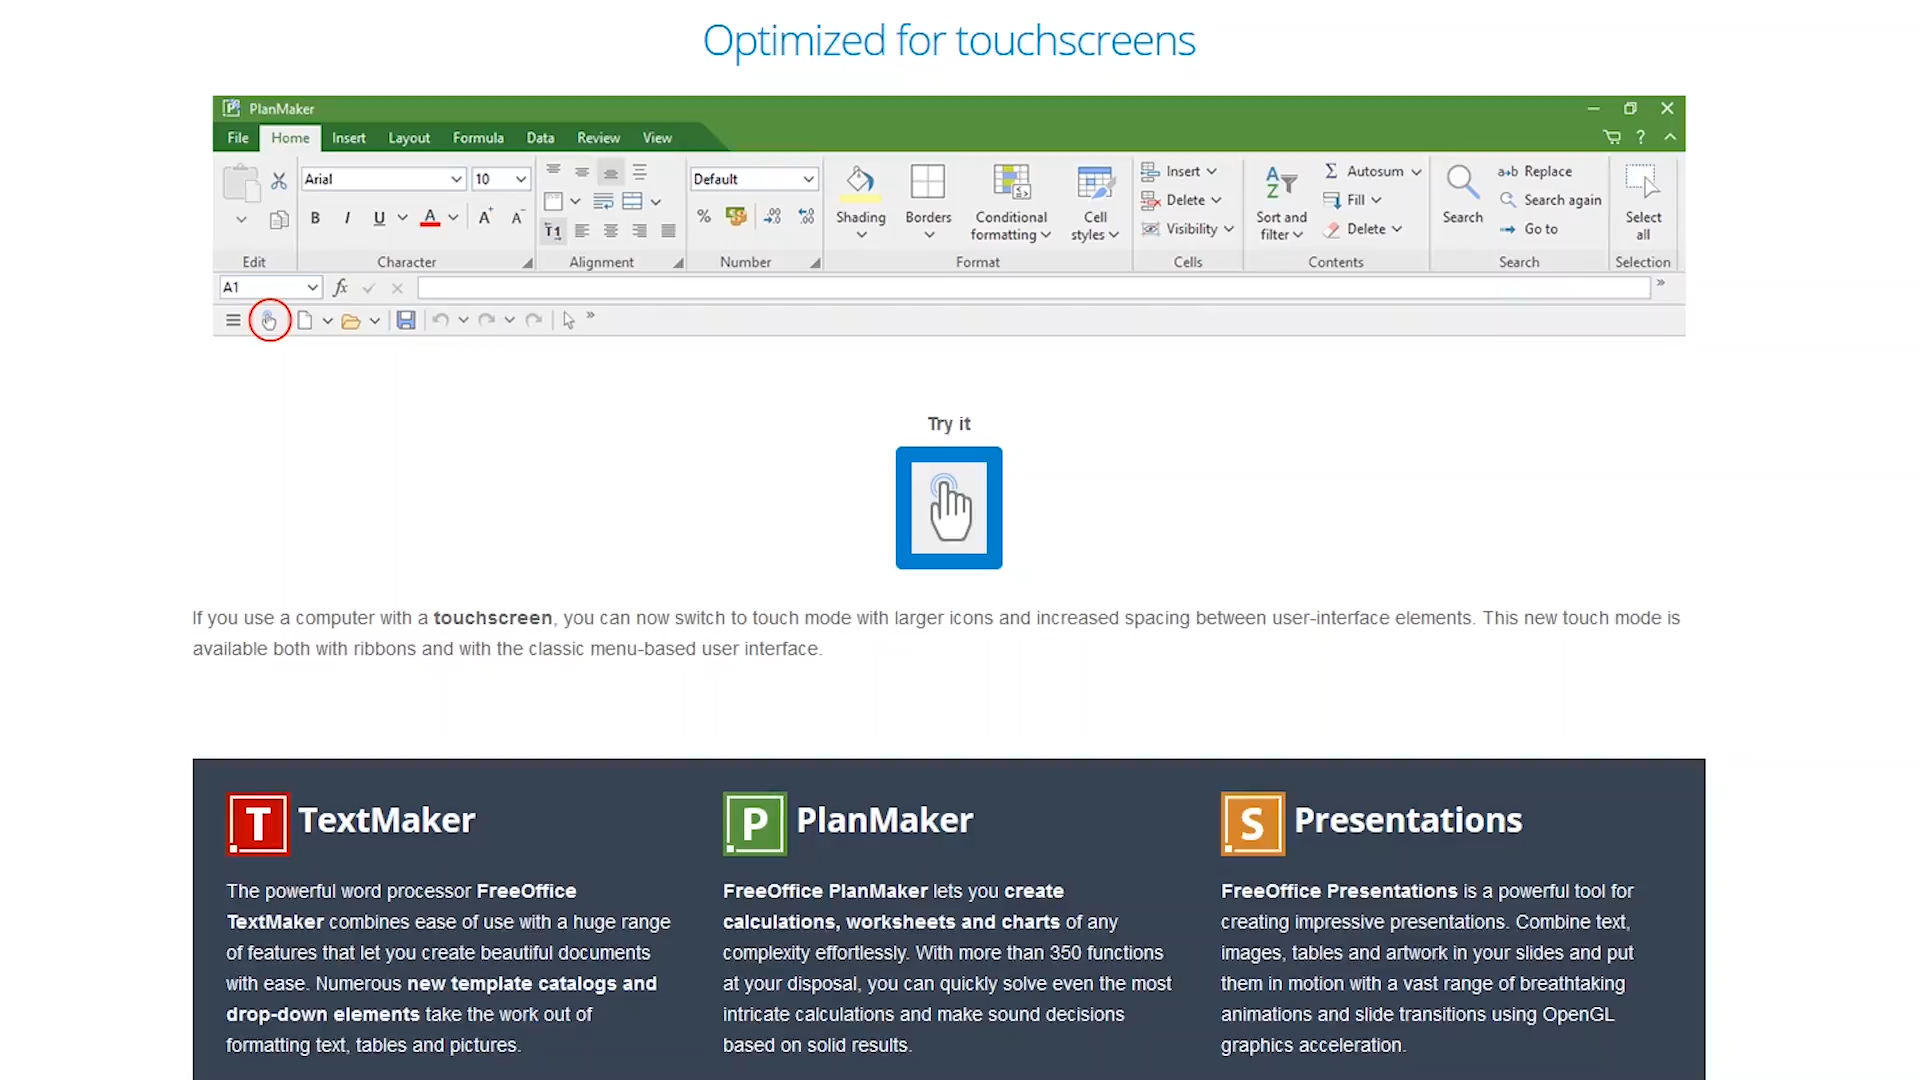 Optimized for touchscreens
PlanMaker
File Home Insert Layout Formula Data Review View ?
Arial 10 Default Insert Autosum a↔b Replace
Delete Fill Search again
B I U A A A % Shading Borders Conditional formatting Cell styles Visibility Sort and filter Delete Search Go to Select all
Edit Character Alignment Number Format Cells Contents Search Selection
A1 fx
Try it
If you use a computer with a touchscreen, you can now switch to touch mode with larger icons and increased spacing between user-interface elements. This new touch mode is
available both with ribbons and with the classic menu-based user interface.
T TextMaker
The powerful word processor FreeOffice
TextMaker combines ease of use with a huge range
of features that let you create beautiful documents
with ease. Numerous new template catalogs and
drop-down elements take the work out of
formatting text, tables and pictures.
P PlanMaker
FreeOffice PlanMaker lets you create
calculations, worksheets and charts of any
complexity effortlessly. With more than 350 functions
at your disposal, you can quickly solve even the most
intricate calculations and make sound decisions
based on solid results.
S Presentations
FreeOffice Presentations is a powerful tool for
creating impressive presentations. Combine text,
images, tables and artwork in your slides and put
them in motion with a vast range of breathtaking
animations and slide transitions using OpenGL
graphics acceleration.